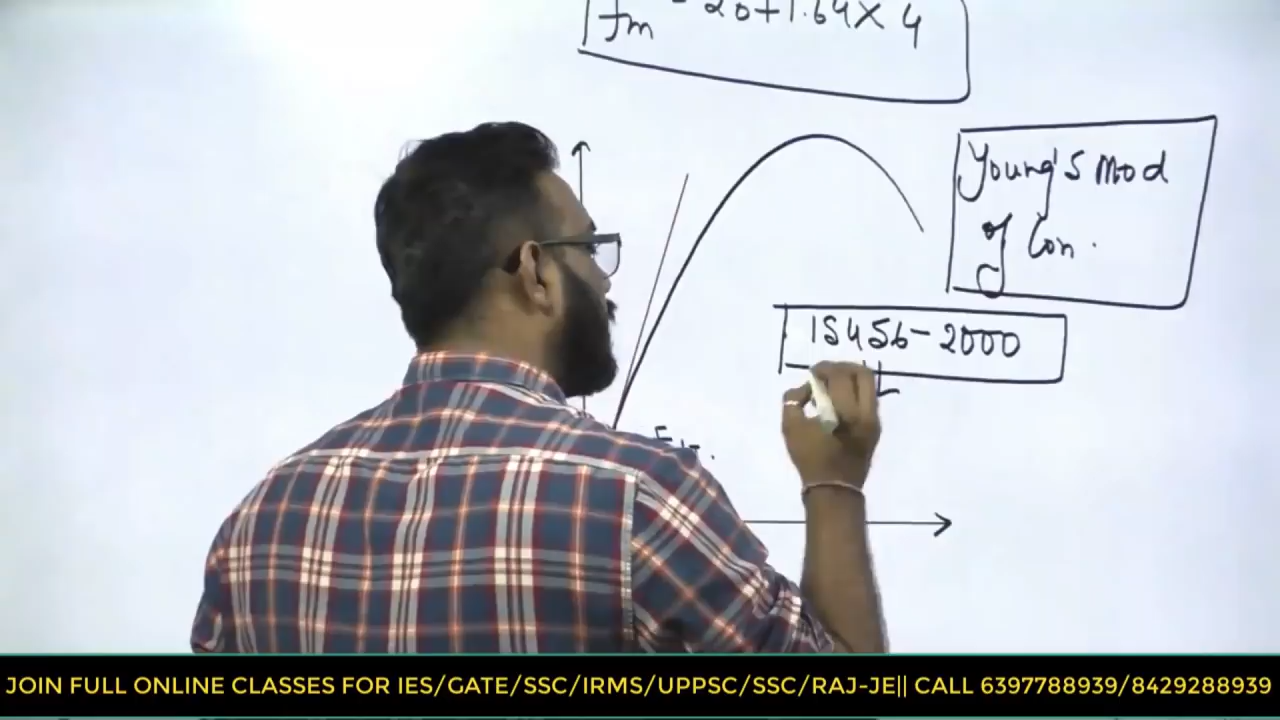 fm = 20+1.64 X 4
Young's mod
of Con.
IS456-2000
JOIN FULL ONLINE CLASSES FOR IES/GATE/SSC/IRMS/UPPSC/SSC/RAJ-JE|| CALL 6397788939/8429288939